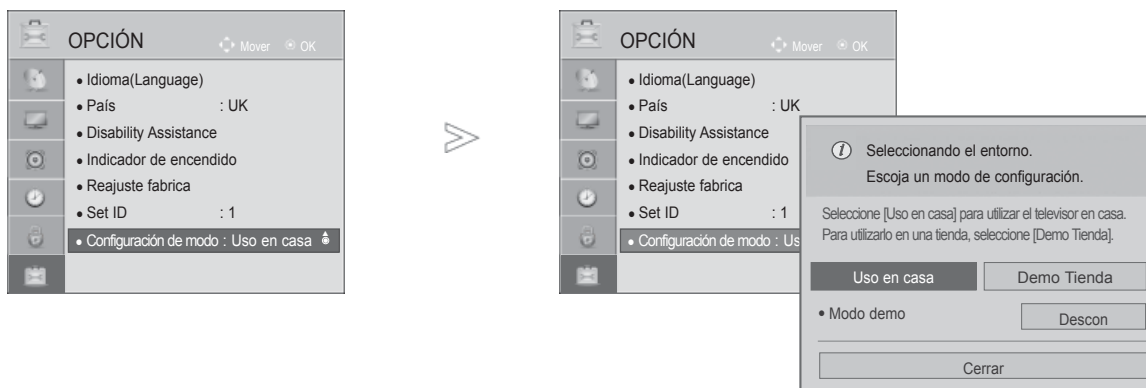 OPCIÓN Mover OK
• Idioma(Language)
• País : UK
• Disability Assistance
• Indicador de encendido
• Reajuste fabrica
• Set ID : 1
• Configuración de modo : Uso en casa
OPCIÓN Mover OK
• Idioma(Language)
• País : UK
• Disability Assistance
• Indicador de encendido
• Reajuste fabrica
• Set ID : 1
• Configuración de modo : Us
i Seleccionando el entorno.
Escoja un modo de configuración.
Seleccione [Uso en casa] para utilizar el televisor en casa.
Para utilizarlo en una tienda, seleccione [Demo Tienda].
Uso en casa Demo Tienda
• Modo demo Descon
Cerrar